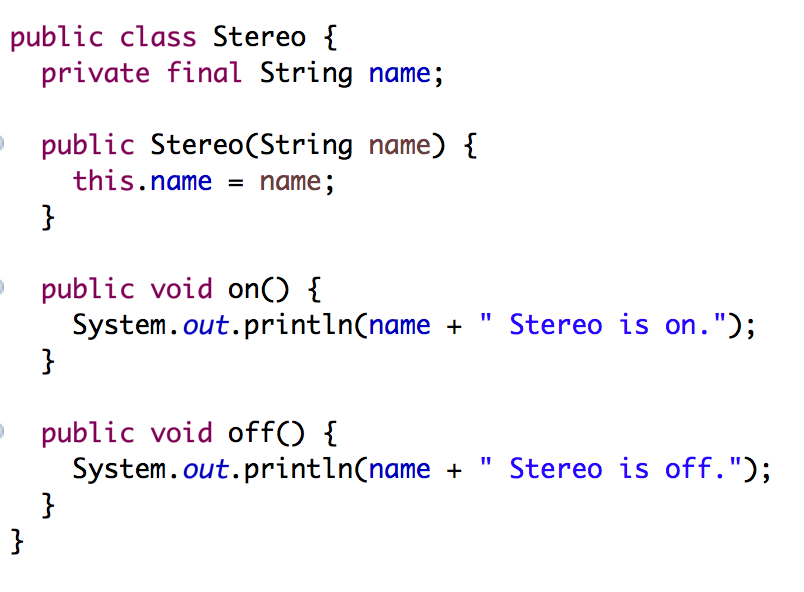 public class Stereo {
  private final String name;

  public Stereo(String name) {
    this.name = name;
  }

  public void on() {
    System.out.println(name + " Stereo is on.");
  }

  public void off() {
    System.out.println(name + " Stereo is off.");
  }
}